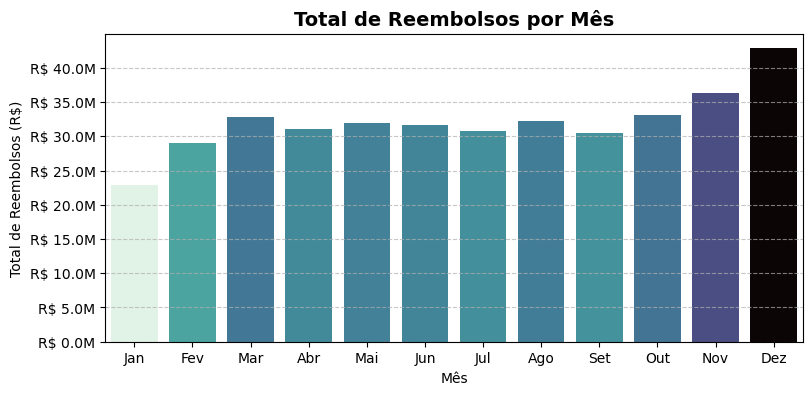 Total de Reembolsos por Mês
Total de Reembolsos (R$)
R$ 40.0M
R$ 35.0M
R$ 30.0M
R$ 25.0M
R$ 20.0M
R$ 15.0M
R$ 10.0M
R$ 5.0M
R$ 0.0M
Jan Fev Mar Abr Mai Jun Jul Ago Set Out Nov Dez
Mês